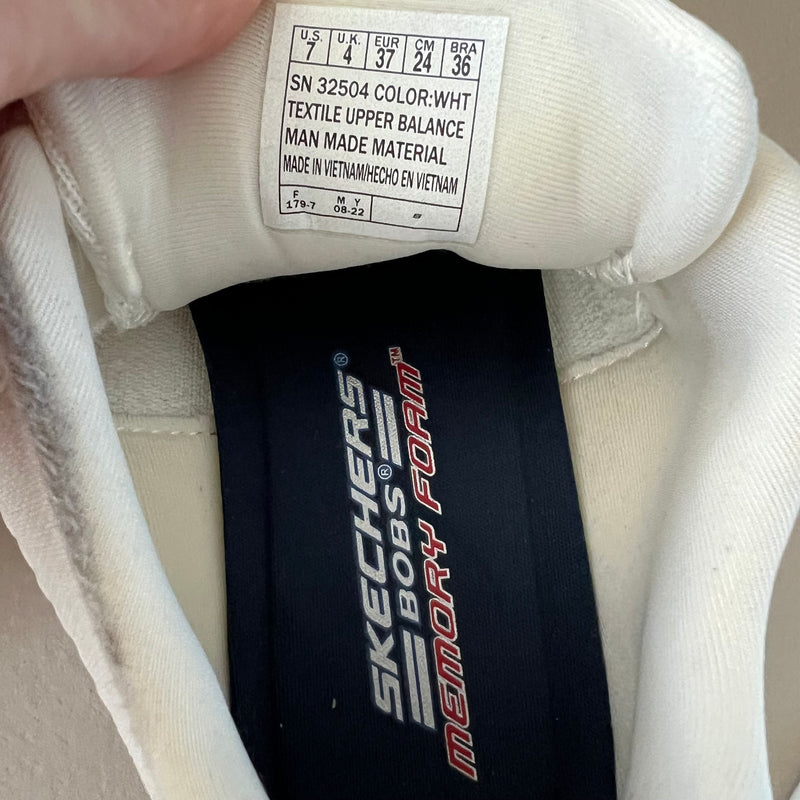 U.S. U.K. EUR CM BRA
7 4 37 24 36
SN 32504 COLOR:WHT
TEXTILE UPPER BALANCE
MAN MADE MATERIAL
MADE IN VIETNAM/HECHO EN VIETNAM
F M Y
179-7 08-22
SKECHERS®
BOBS®
MEMORY FOAM™